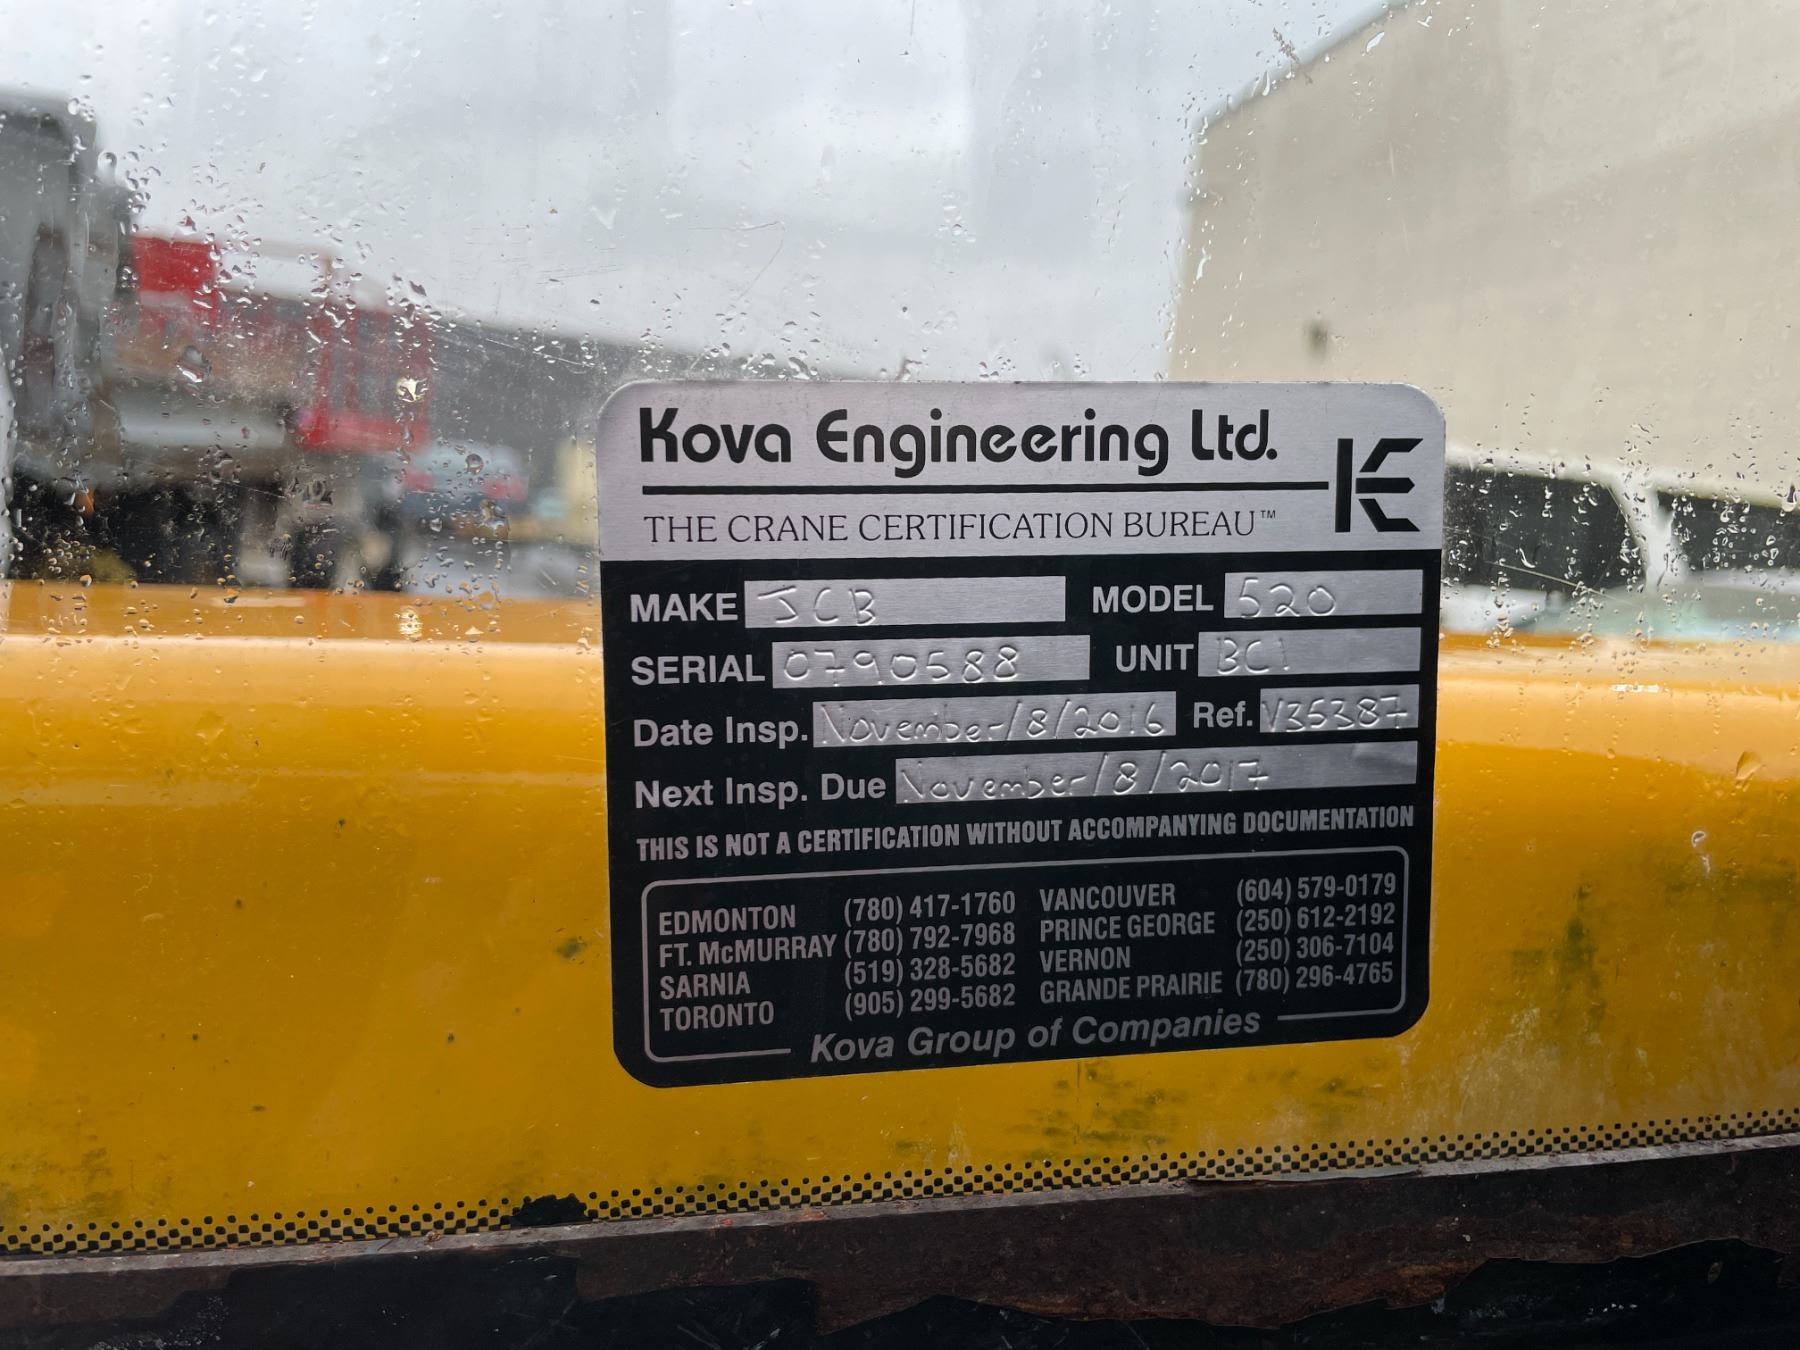 Kova Engineering Ltd.
KE
THE CRANE CERTIFICATION BUREAU™
MAKE JCB MODEL 520
SERIAL 0790588 UNIT BC1
Date Insp. November/8/2016 Ref. V35387
Next Insp. Due November/8/2017
THIS IS NOT A CERTIFICATION WITHOUT ACCOMPANYING DOCUMENTATION
EDMONTON (780) 417-1760 VANCOUVER (604) 579-0179
FT. McMURRAY (780) 792-7968 PRINCE GEORGE (250) 612-2192
SARNIA (519) 328-5682 VERNON (250) 306-7104
TORONTO (905) 299-5682 GRANDE PRAIRIE (780) 296-4765
Kova Group of Companies